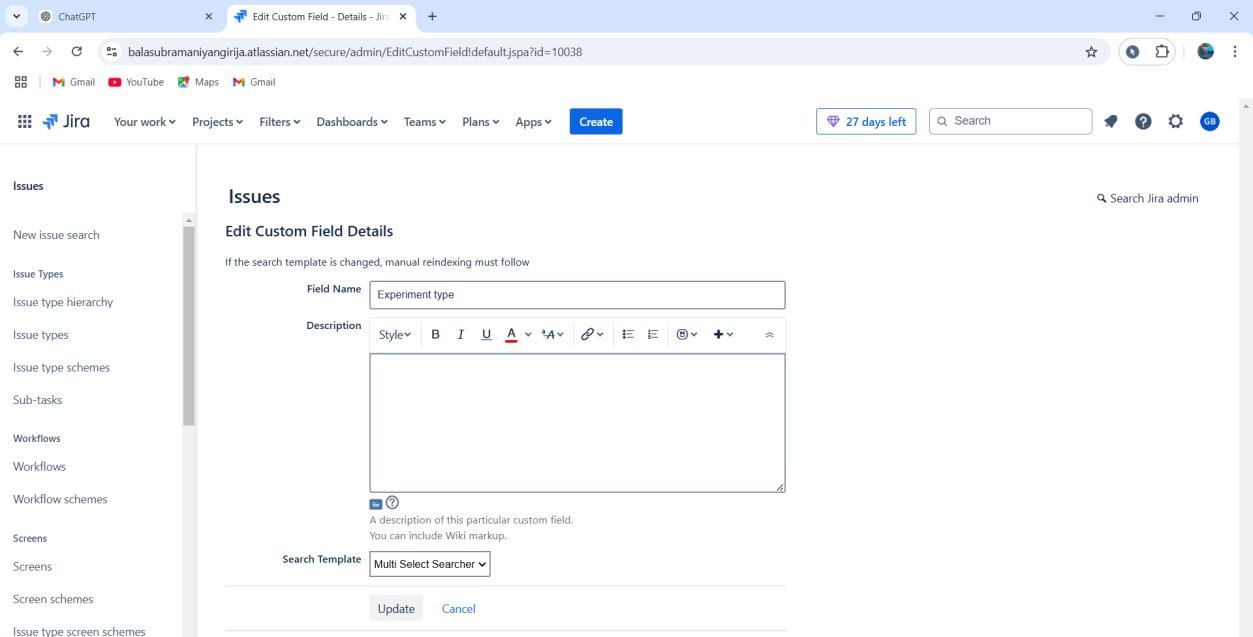 ChatGPT
Edit Custom Field - Details - Jira
balasubramaniyangirija.atlassian.net/secure/admin/EditCustomField!default.jspa?id=10038
Gmail YouTube Maps Gmail
Jira Your work Projects Filters Dashboards Teams Plans Apps Create 27 days left Search GB
Issues
New issue search
Issue Types
Issue type hierarchy
Issue types
Issue type schemes
Sub-tasks
Workflows
Workflows
Workflow schemes
Screens
Screens
Screen schemes
Issue type screen schemes
Issues
Search Jira admin
Edit Custom Field Details
If the search template is changed, manual reindexing must follow
Field Name Experiment type
Description
Style B I U A ᵃA
A description of this particular custom field.
You can include Wiki markup.
Search Template Multi Select Searcher
Update Cancel